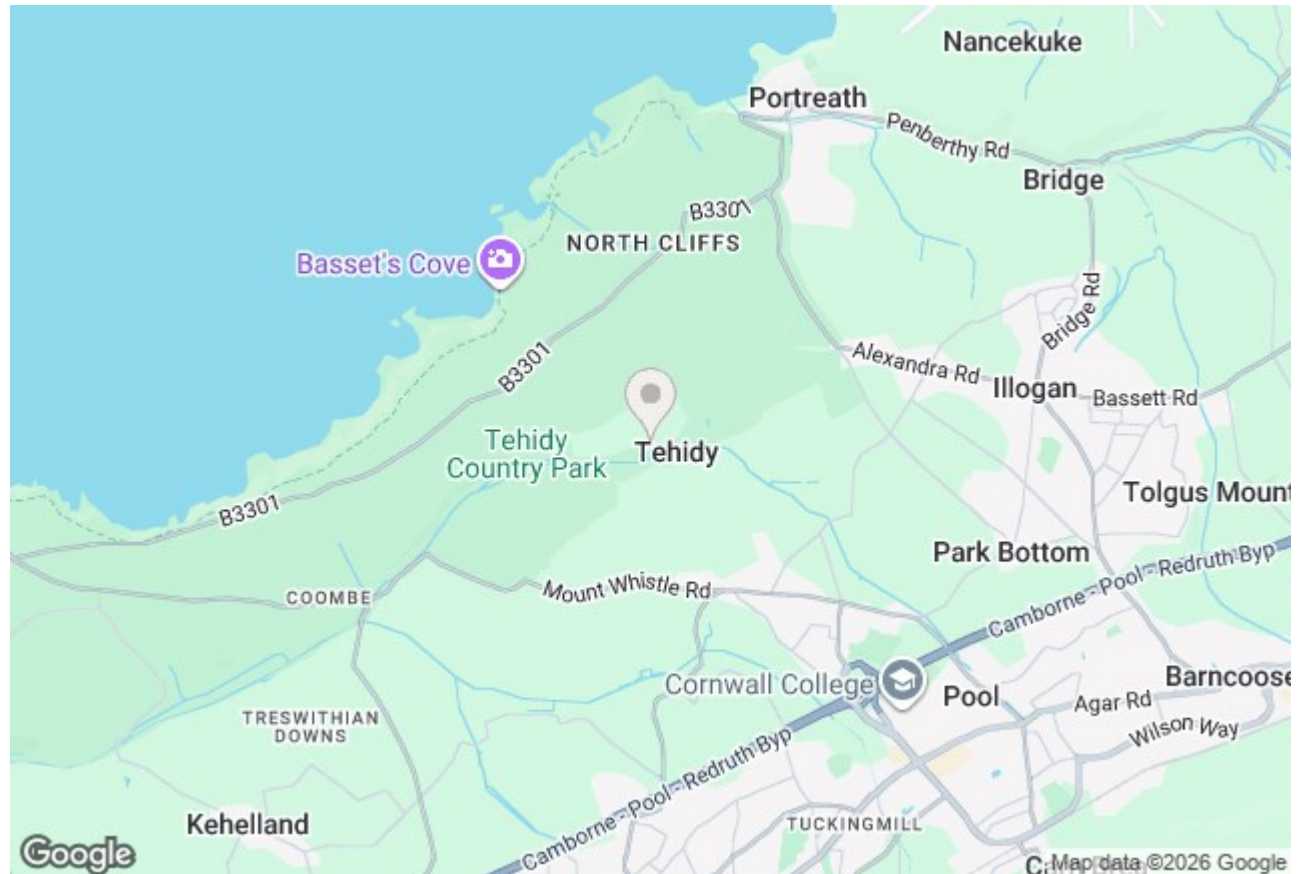 Nancekuke
Portreath
Penberthy Rd
Bridge
B3301
NORTH CLIFFS
Basset's Cove
Bridge Rd
B3301
Alexandra Rd
Illogan
Bassett Rd
Tehidy
Country Park
Tehidy
Tolgus Mount
B3301
Park Bottom
Camborne - Pool - Redruth Byp
Mount Whistle Rd
COOMBE
Cornwall College
Pool
Barncoose
Agar Rd
TRESWITHIAN
DOWNS
Wilson Way
Camborne - Pool - Redruth Byp
Kehelland
TUCKINGMILL
Google
Map data ©2026 Google